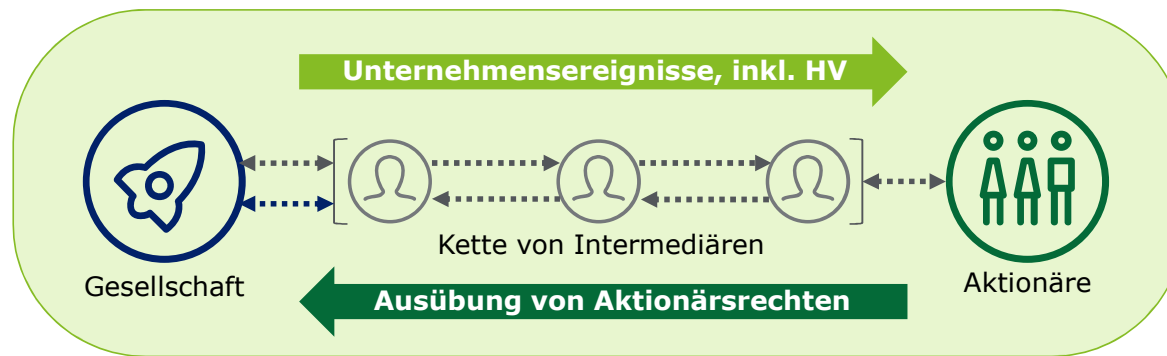 Unternehmensereignisse, inkl. HV
Kette von Intermediären
Gesellschaft
Aktionäre
Ausübung von Aktionärsrechten